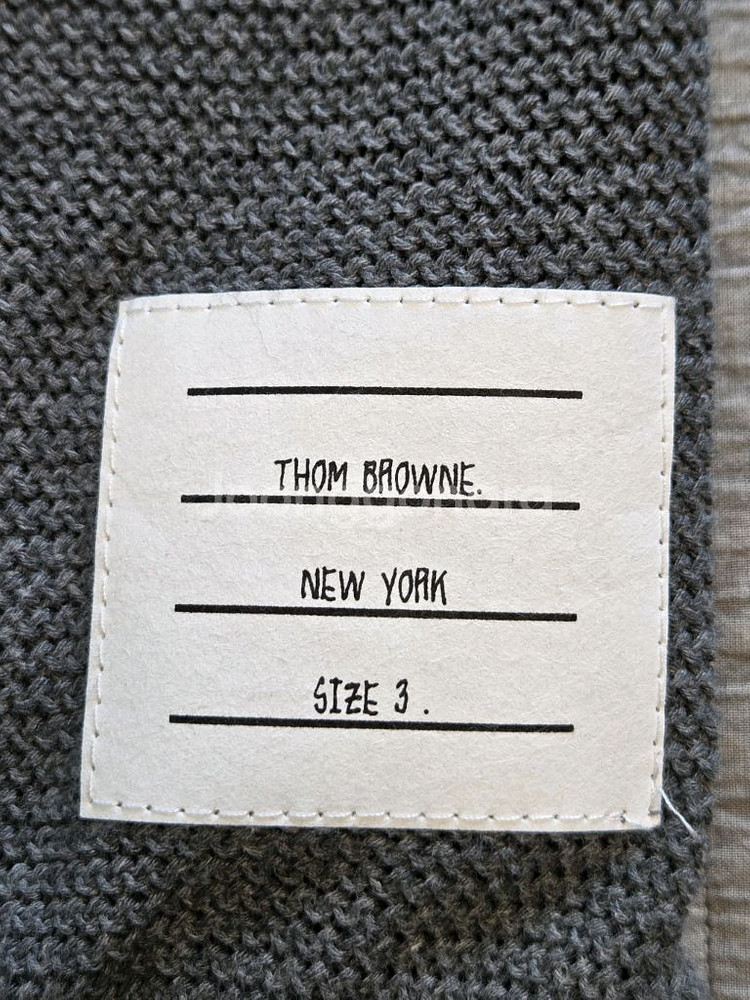 THOM BROWNE.
NEW YORK
SIZE 3 .